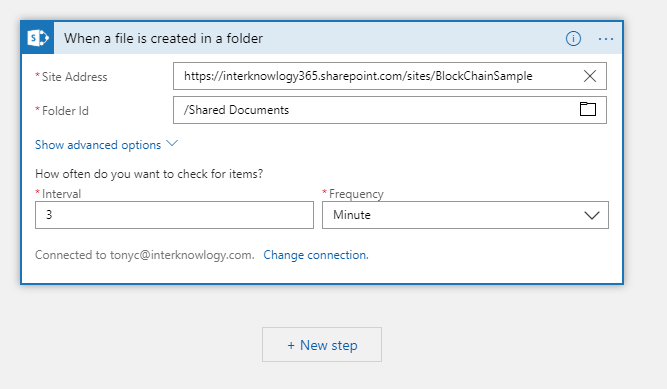 When a file is created in a folder
* Site Address https://interknowlogy365.sharepoint.com/sites/BlockChainSample
* Folder Id /Shared Documents
Show advanced options
How often do you want to check for items?
* Interval * Frequency
3 Minute
Connected to tonyc@interknowlogy.com. Change connection.
+ New step